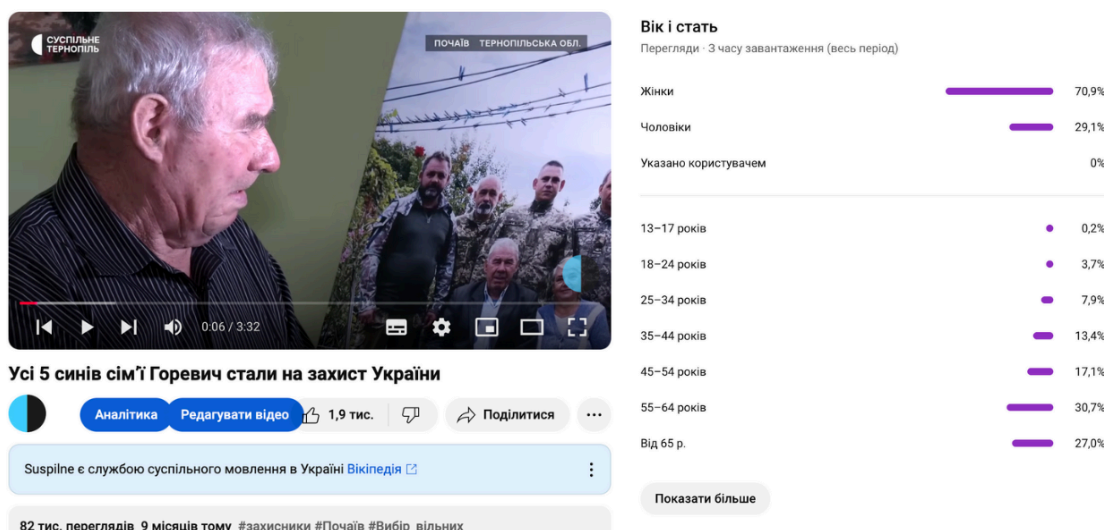 СУСПІЛЬНЕ
ТЕРНОПІЛЬ
ПОЧАЇВ ТЕРНОПІЛЬСЬКА ОБЛ.
0:06 / 3:32
Усі 5 синів сім’ї Горевич стали на захист України
Аналітика Редагувати відео 1,9 тис. Поділитися
Suspilne є службою суспільного мовлення в Україні Вікіпедія
82 тис. переглядів 9 місяців тому #захисники #Почаїв #Вибір_вільних
Вік і стать
Перегляди · З часу завантаження (весь період)
Жінки 70,9%
Чоловіки 29,1%
Указано користувачем 0%
13–17 років 0,2%
18–24 років 3,7%
25–34 років 7,9%
35–44 років 13,4%
45–54 років 17,1%
55–64 років 30,7%
Від 65 р. 27,0%
Показати більше